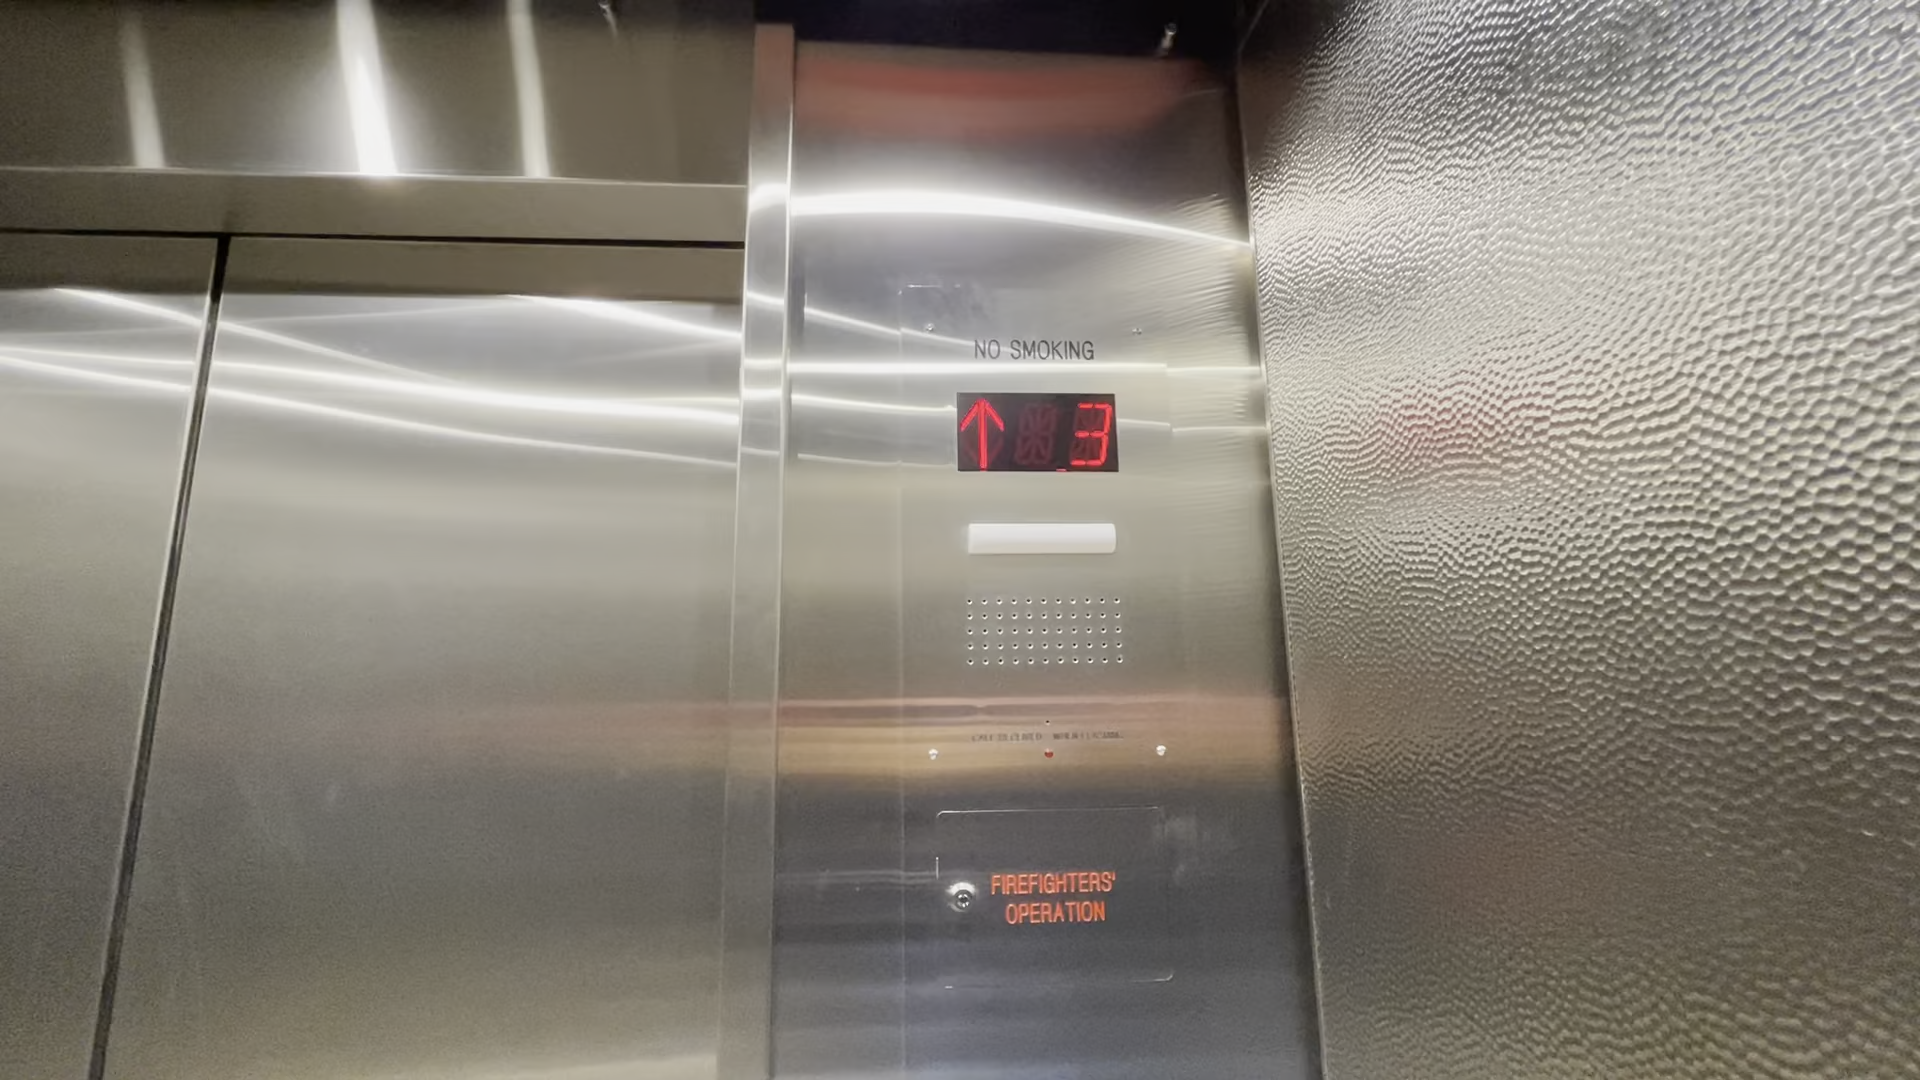 NO SMOKING
↑ 3
FIREFIGHTERS'
OPERATION